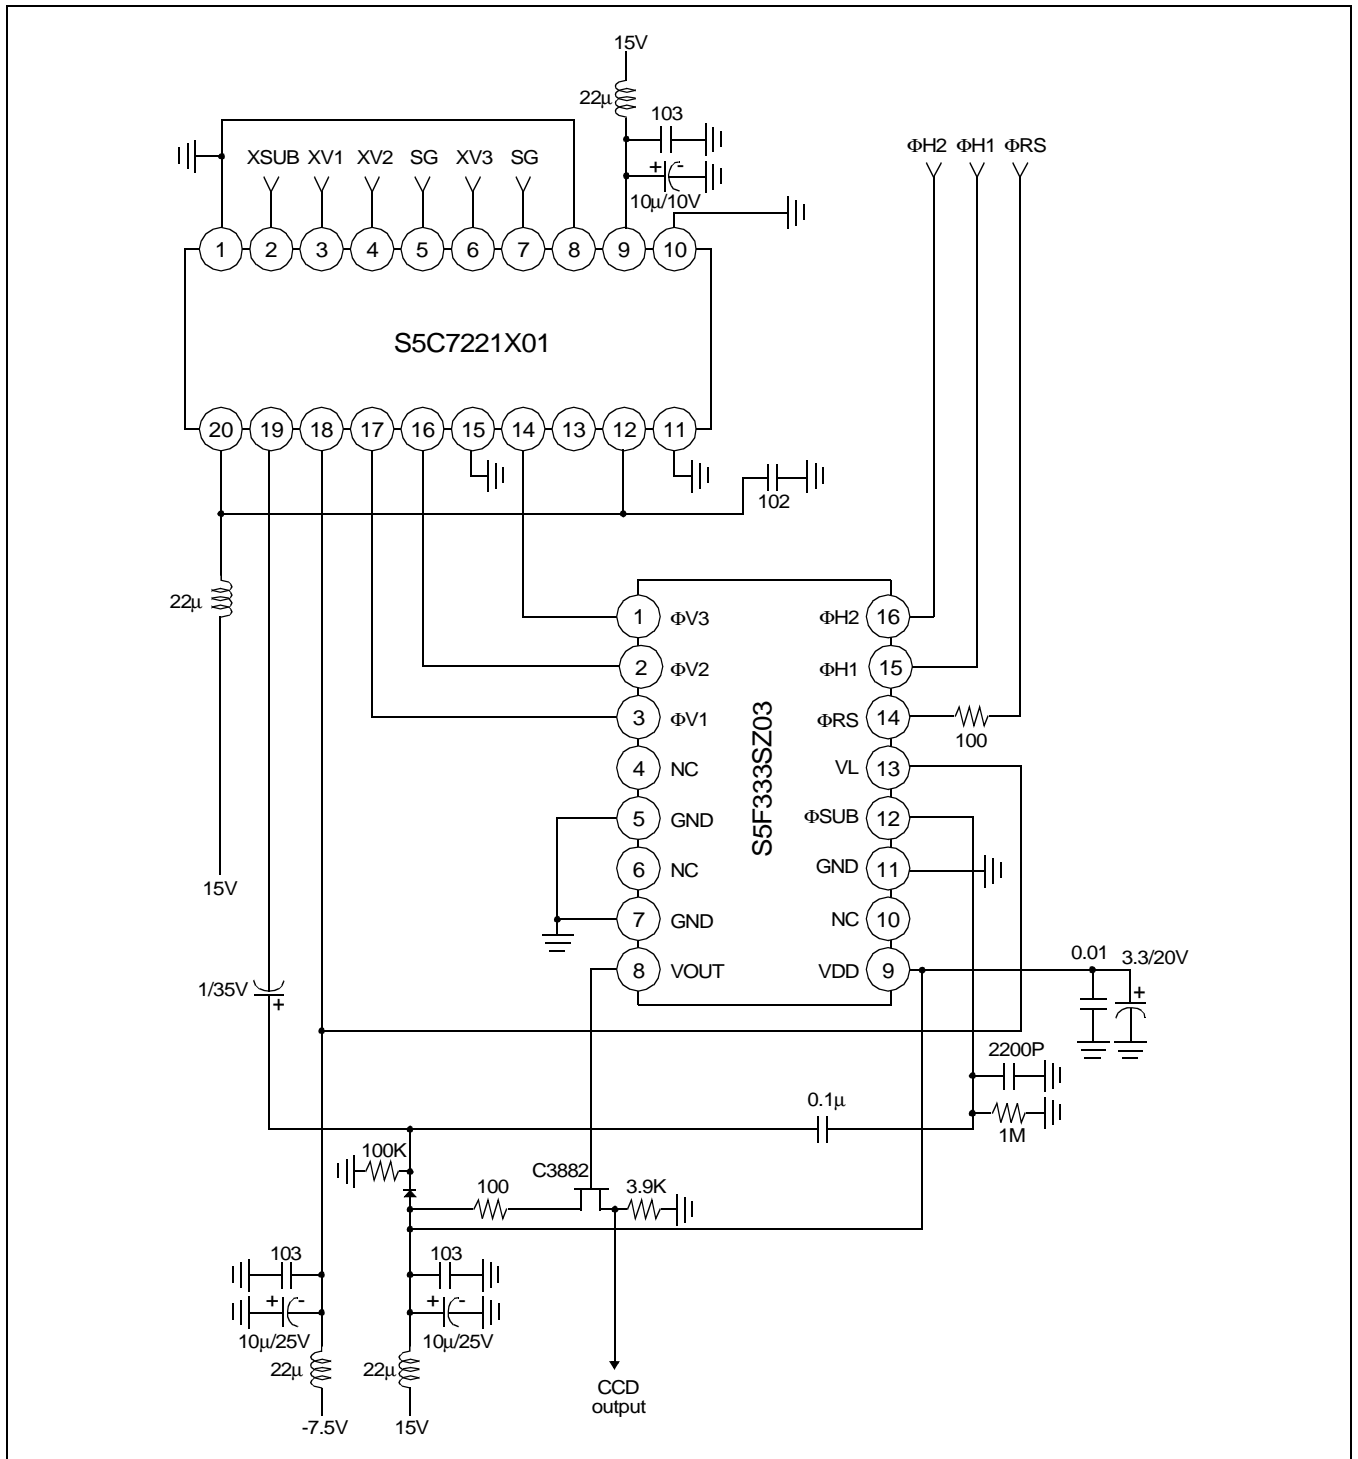 15V
22μ
103
+ -
10μ/10V
XSUB XV1 XV2 SG XV3 SG
ΦH2 ΦH1 ΦRS
1 2 3 4 5 6 7 8 9 10
S5C7221X01
20 19 18 17 16 15 14 13 12 11
102
22μ
15V
S5F333SZ03
1 ΦV3
2 ΦV2
3 ΦV1
4 NC
5 GND
6 NC
7 GND
8 VOUT
ΦH2 16
ΦH1 15
ΦRS 14
100
VL 13
ΦSUB 12
GND 11
NC 10
VDD 9
0.01
3.3/20V
+
1/35V
+
2200P
1M
0.1μ
100K
100
C3882
3.9K
103
+ -
10μ/25V
22μ
-7.5V
103
+ -
10μ/25V
22μ
15V
CCD
output